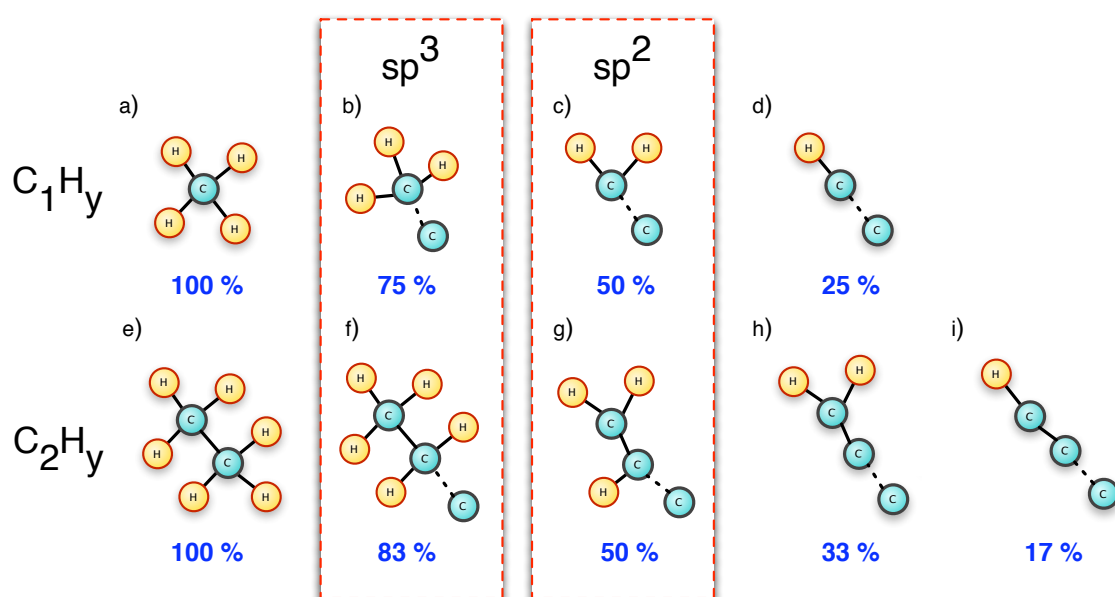 sp3 sp2
a) b) c) d)
H H H H C
H H H C C
H H C C
H C C
C1Hy
100 % 75 % 50 % 25 %
e) f) g) h) i)
H H H C C H H H
H H H C H C H C
H H C C H C
H H C C C
H C C C
C2Hy
100 % 83 % 50 % 33 % 17 %